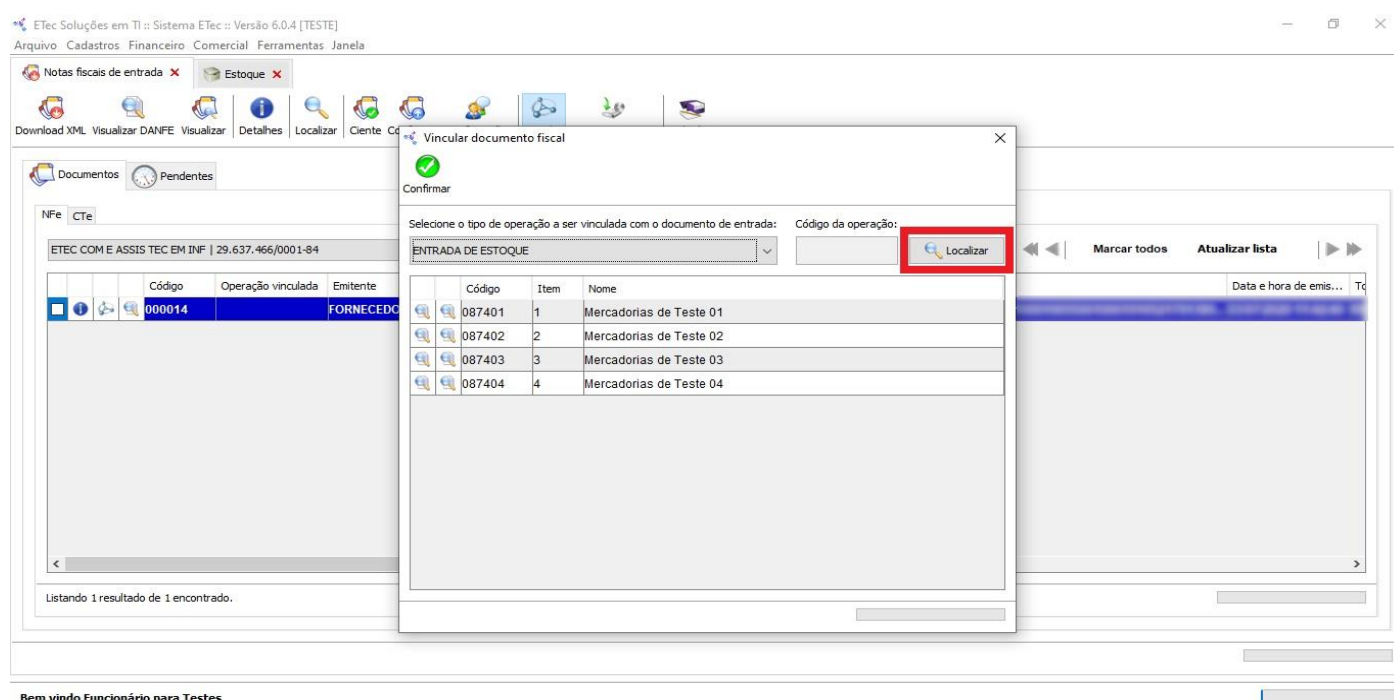 ETec Soluções em TI :: Sistema ETec :: Versão 6.0.4 [TESTE]
Arquivo Cadastros Financeiro Comercial Ferramentas Janela
Notas fiscais de entrada Estoque
Download XML Visualizar DANFE Visualizar Detalhes Localizar Ciente
Vincular documento fiscal
Confirmar
Documentos Pendentes
NFe CTe
Selecione o tipo de operação a ser vinculada com o documento de entrada: Código da operação:
ETEC COM E ASSIS TEC EM INF | 29.637.466/0001-84
ENTRADA DE ESTOQUE Localizar
Marcar todos Atualizar lista
Código Operação vinculada Emitente
Data e hora de emis...
000014 FORNECEDO
Código Item Nome
087401 1 Mercadorias de Teste 01
087402 2 Mercadorias de Teste 02
087403 3 Mercadorias de Teste 03
087404 4 Mercadorias de Teste 04
Listando 1 resultado de 1 encontrado.
Bem vindo Funcionário para Testes